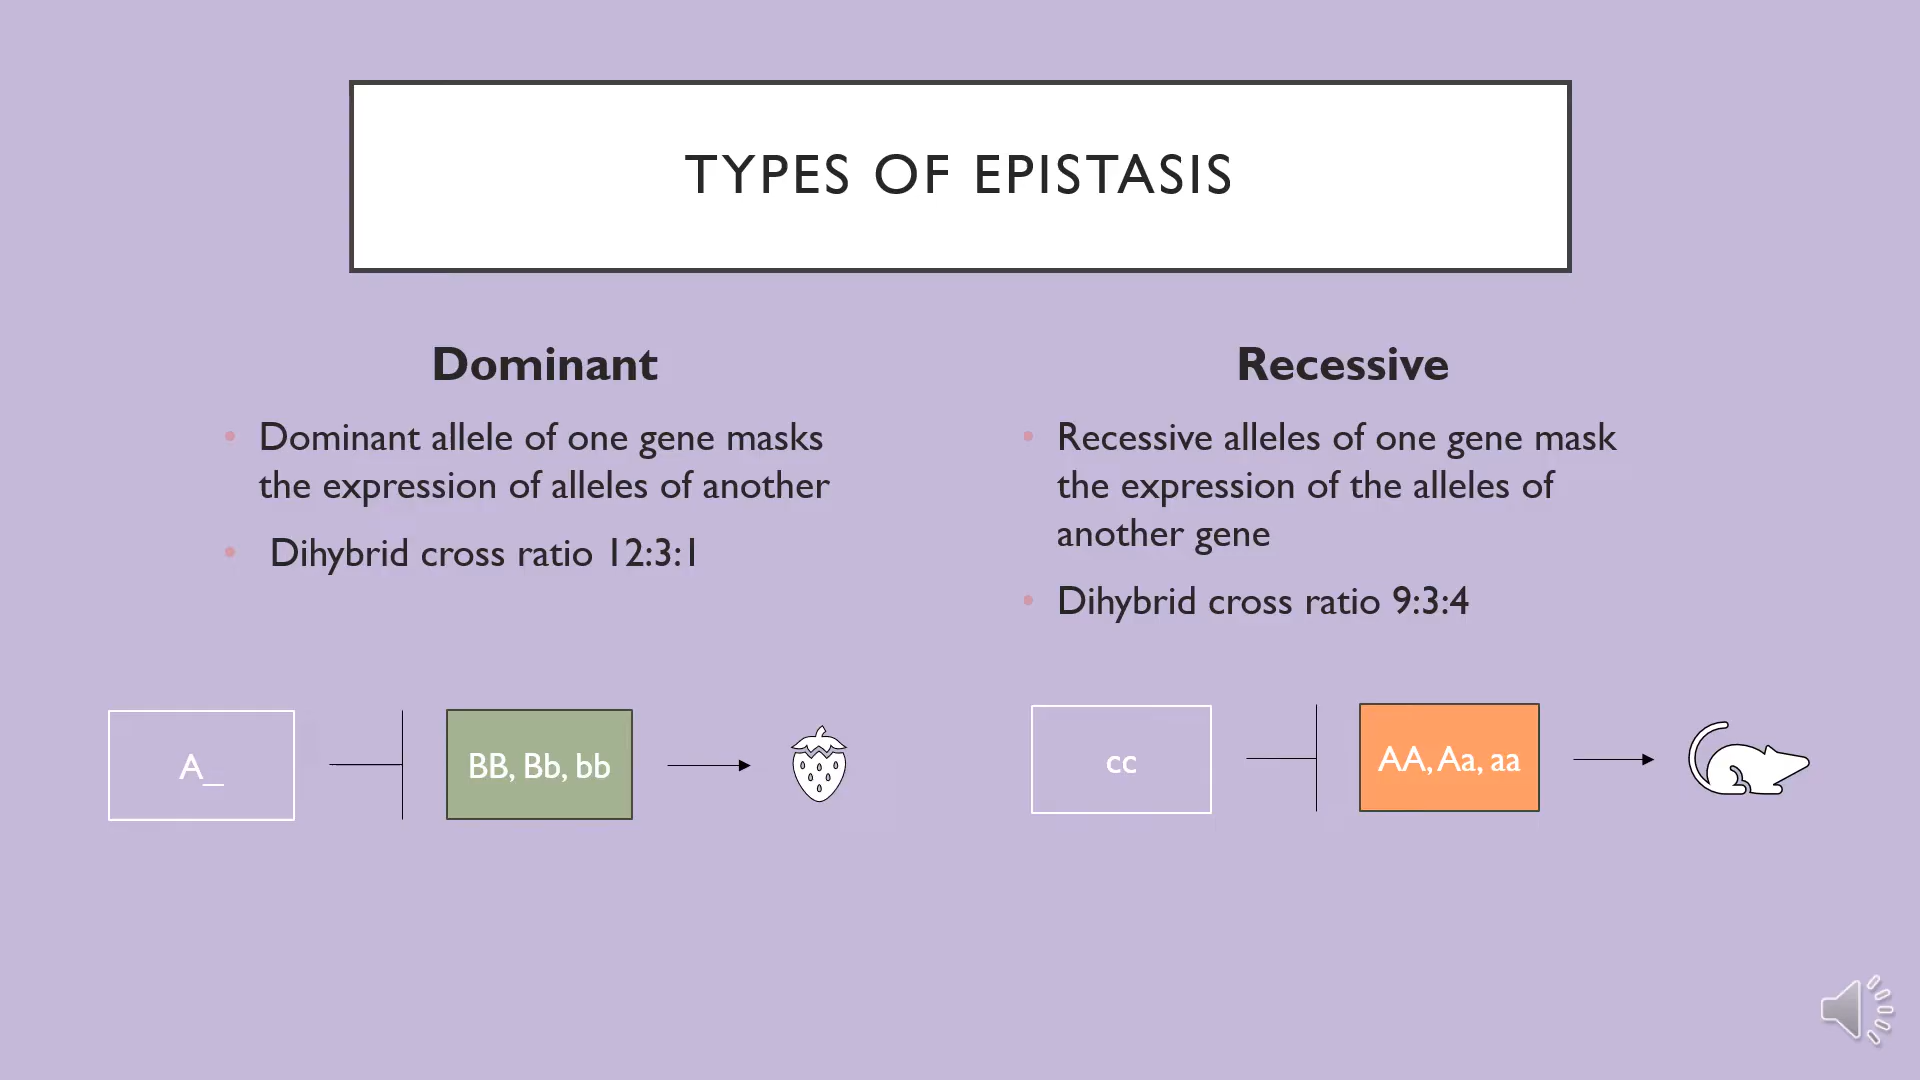 TYPES OF EPISTASIS
Dominant
• Dominant allele of one gene masks
the expression of alleles of another
• Dihybrid cross ratio 12:3:1
Recessive
• Recessive alleles of one gene mask
the expression of the alleles of
another gene
• Dihybrid cross ratio 9:3:4
A_
BB, Bb, bb
cc
AA, Aa, aa